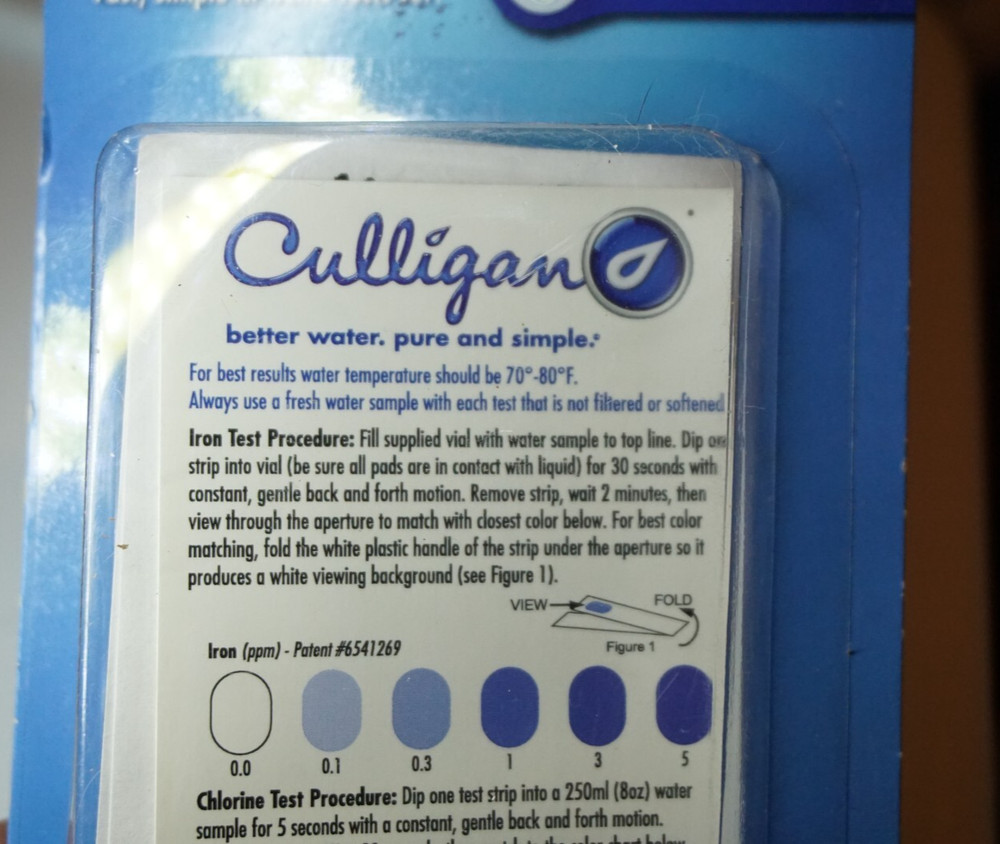 Culligan
better water. pure and simple.®
For best results water temperature should be 70°-80°F.
Always use a fresh water sample with each test that is not filtered or softened
Iron Test Procedure: Fill supplied vial with water sample to top line. Dip one
strip into vial (be sure all pads are in contact with liquid) for 30 seconds with
constant, gentle back and forth motion. Remove strip, wait 2 minutes, then
view through the aperture to match with closest color below. For best color
matching, fold the white plastic handle of the strip under the aperture so it
produces a white viewing background (see Figure 1).
VIEW FOLD
Figure 1
Iron (ppm) - Patent #6541269
0.0 0.1 0.3 1 3 5
Chlorine Test Procedure: Dip one test strip into a 250ml (8oz) water
sample for 5 seconds with a constant, gentle back and forth motion.